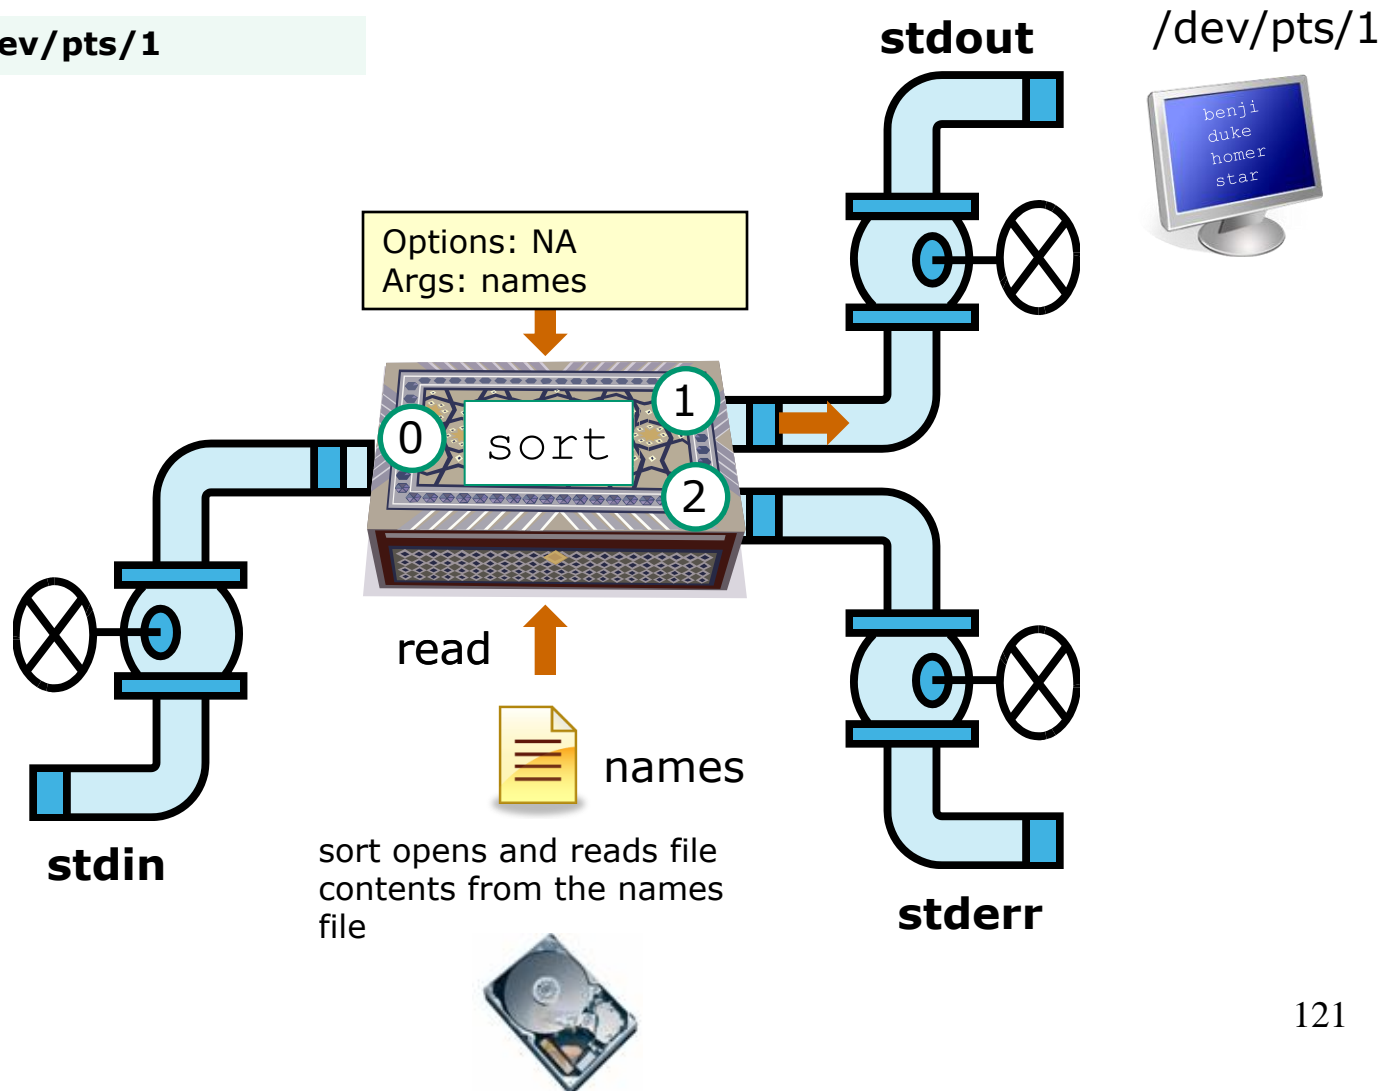 ev/pts/1
stdout
/dev/pts/1
benji
duke
homer
star
Options: NA
Args: names
0
1
sort
2
read
names
stdin
sort opens and reads file
contents from the names
file
stderr
121